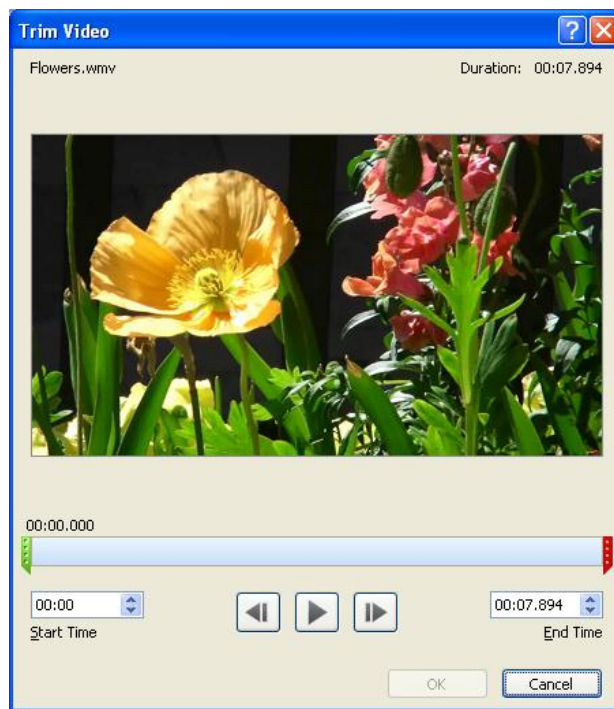 Trim Video
Flowers.wmv Duration: 00:07.894
00:00.000
00:00 00:07.894
Start Time End Time
OK Cancel